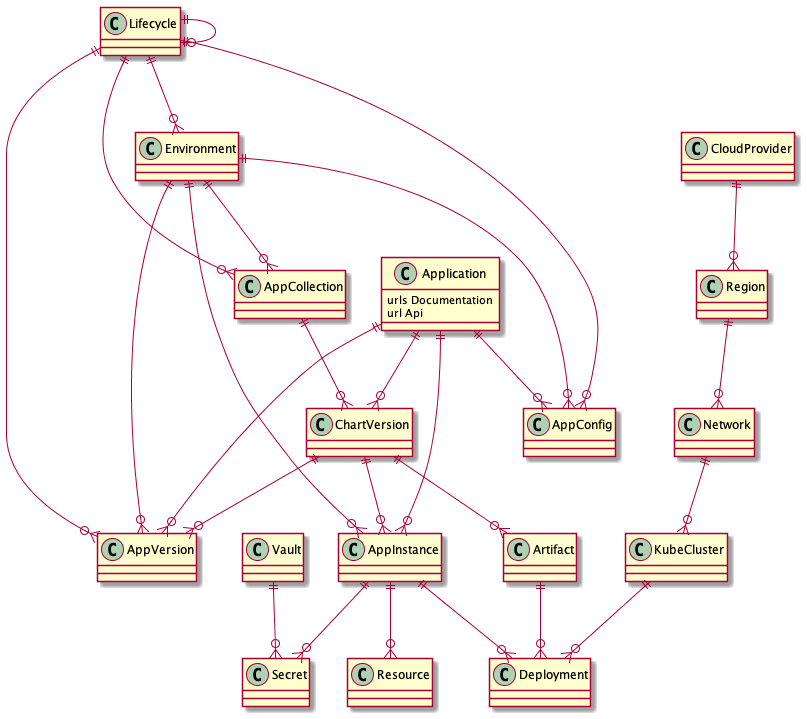 C Lifecycle
C Environment
C CloudProvider
C AppCollection
C Application
urls Documentation
url Api
C Region
C ChartVersion
C AppConfig
C Network
C AppVersion
C Vault
C AppInstance
C Artifact
C KubeCluster
C Secret
C Resource
C Deployment